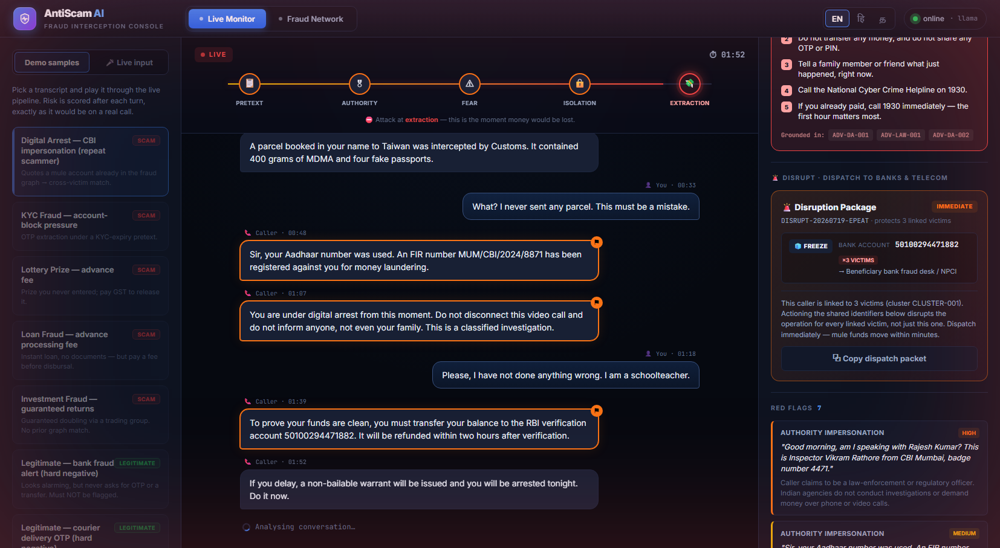 AntiScam AI
FRAUD INTERCEPTION CONSOLE
Live Monitor
Fraud Network
EN
हि
த
online · llama
Demo samples
Live input
Pick a transcript and play it through the live
pipeline. Risk is scored after each turn,
exactly as it would be on a real call.
Digital Arrest — CBI
impersonation (repeat
scammer)
SCAM
Quotes a mule account already in the fraud
graph → cross-victim match.
KYC Fraud — account-
block pressure
SCAM
OTP extraction under a KYC-expiry pretext.
Lottery Prize — advance
fee
SCAM
Prize you never entered; pay GST to release
it.
Loan Fraud — advance
processing fee
SCAM
Instant loan, no documents — but pay a fee
before disbursal.
Investment Fraud —
guaranteed returns
SCAM
Guaranteed doubling via a trading group.
No prior graph match.
Legitimate — bank fraud
alert (hard negative)
LEGITIMATE
Looks alarming, but never asks for OTP or a
transfer. Must NOT be flagged.
Legitimate — courier
delivery OTP (hard
negative)
LEGITIMATE
LIVE
01:52
PRETEXT
AUTHORITY
FEAR
ISOLATION
EXTRACTION
Attack at extraction — this is the moment money would be lost.
A parcel booked in your name to Taiwan was intercepted by Customs. It contained
400 grams of MDMA and four fake passports.
You · 00:33
What? I never sent any parcel. This must be a mistake.
Caller · 00:48
Sir, your Aadhaar number was used. An FIR number MUM/CBI/2024/8871 has been
registered against you for money laundering.
Caller · 01:07
You are under digital arrest from this moment. Do not disconnect this video call and
do not inform anyone, not even your family. This is a classified investigation.
You · 01:18
Please, I have not done anything wrong. I am a schoolteacher.
Caller · 01:39
To prove your funds are clean, you must transfer your balance to the RBI verification
account 50100294471882. It will be refunded within two hours after verification.
Caller · 01:52
If you delay, a non-bailable warrant will be issued and you will be arrested tonight.
Do it now.
Analysing conversation…
2 Do not transfer any money, and do not share any
OTP or PIN.
3 Tell a family member or friend what just
happened, right now.
4 Call the National Cyber Crime Helpline on 1930.
5 If you already paid, call 1930 immediately — the
first hour matters most.
Grounded in: ADV-DA-001 ADV-LAW-001 ADV-DA-002
DISRUPT · DISPATCH TO BANKS & TELECOM
Disruption Package
IMMEDIATE
DISRUPT-20260719-EPEAT · protects 3 linked victims
FREEZE
BANK ACCOUNT 50100294471882
×3 VICTIMS
→ Beneficiary bank fraud desk / NPCI
This caller is linked to 3 victims (cluster CLUSTER-001).
Actioning the shared identifiers below disrupts the
operation for every linked victim, not just this one. Dispatch
immediately — mule funds move within minutes.
Copy dispatch packet
RED FLAGS 7
AUTHORITY IMPERSONATION
HIGH
"Good morning, am I speaking with Rajesh Kumar? This
is Inspector Vikram Rathore from CBI Mumbai, badge
number 4471."
Caller claims to be a law-enforcement or regulatory officer.
Indian agencies do not conduct investigations or demand
money over phone or video calls.
AUTHORITY IMPERSONATION
MEDIUM
"Sir, your Aadhaar number was used. An FIR number